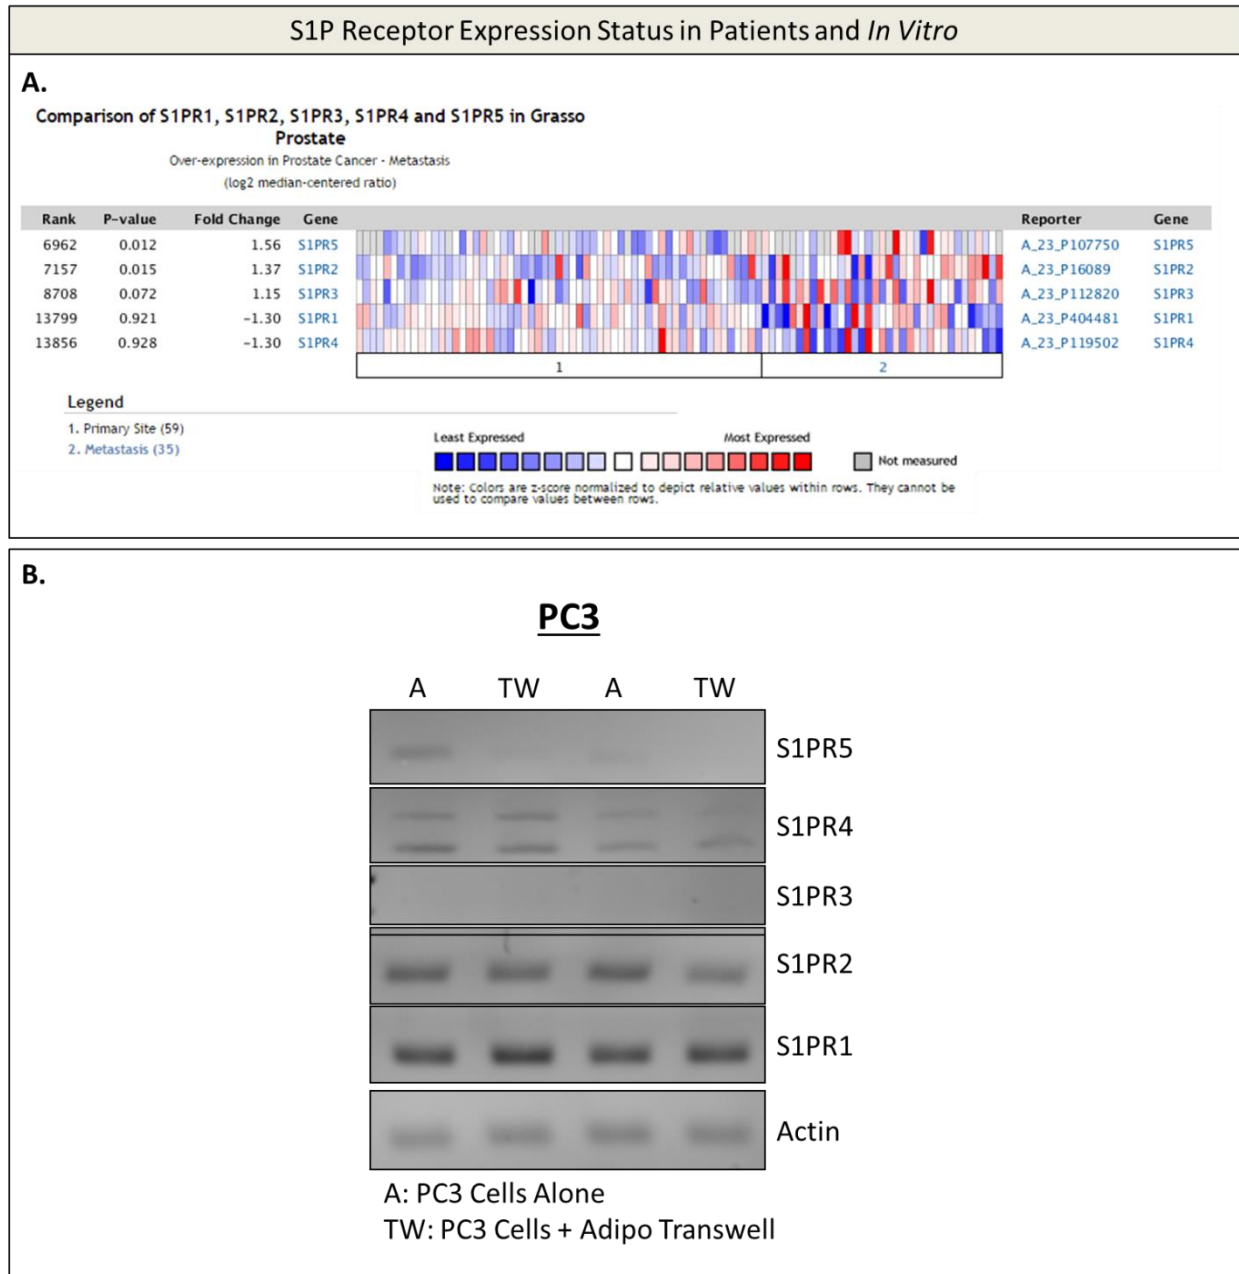 S1P Receptor Expression Status in Patients and In Vitro
A.
Comparison of S1PR1, S1PR2, S1PR3, S1PR4 and S1PR5 in Grasso
Prostate
Over-expression in Prostate Cancer - Metastasis
(log2 median-centered ratio)
Rank P-value Fold Change Gene Reporter Gene
6962 0.012 1.56 S1PR5 A_23_P107750 S1PR5
7157 0.015 1.37 S1PR2 A_23_P16089 S1PR2
8708 0.072 1.15 S1PR3 A_23_P112820 S1PR3
13799 0.921 -1.30 S1PR1 A_23_P404481 S1PR1
13856 0.928 -1.30 S1PR4 A_23_P119502 S1PR4
1 2
Legend
1. Primary Site (59)
2. Metastasis (35)
Least Expressed Most Expressed
Not measured
Note: Colors are z-score normalized to depict relative values within rows. They cannot be
used to compare values between rows.
B.
PC3
A TW A TW
S1PR5
S1PR4
S1PR3
S1PR2
S1PR1
Actin
A: PC3 Cells Alone
TW: PC3 Cells + Adipo Transwell